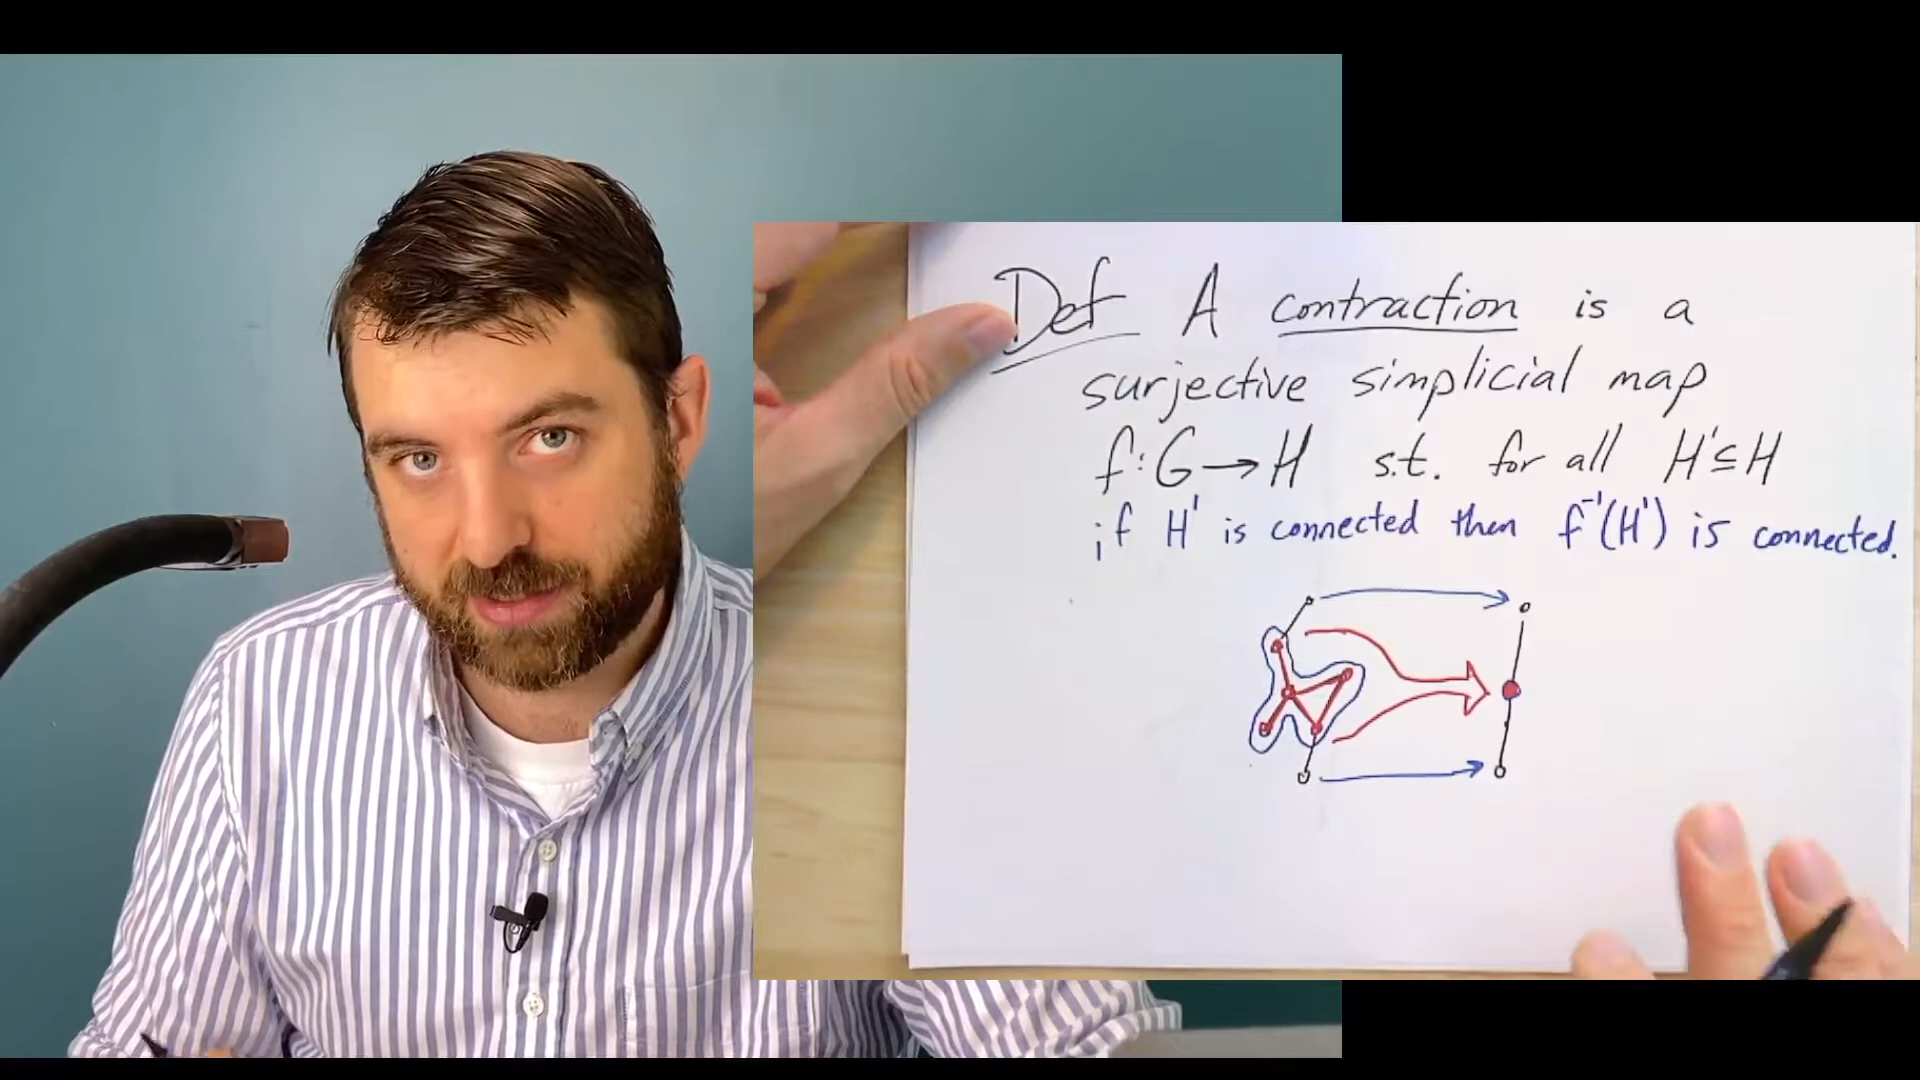 Def A contraction is a
surjective simplicial map
f: G → H s.t. for all H' ⊆ H
if H' is connected then f⁻¹(H') is connected.